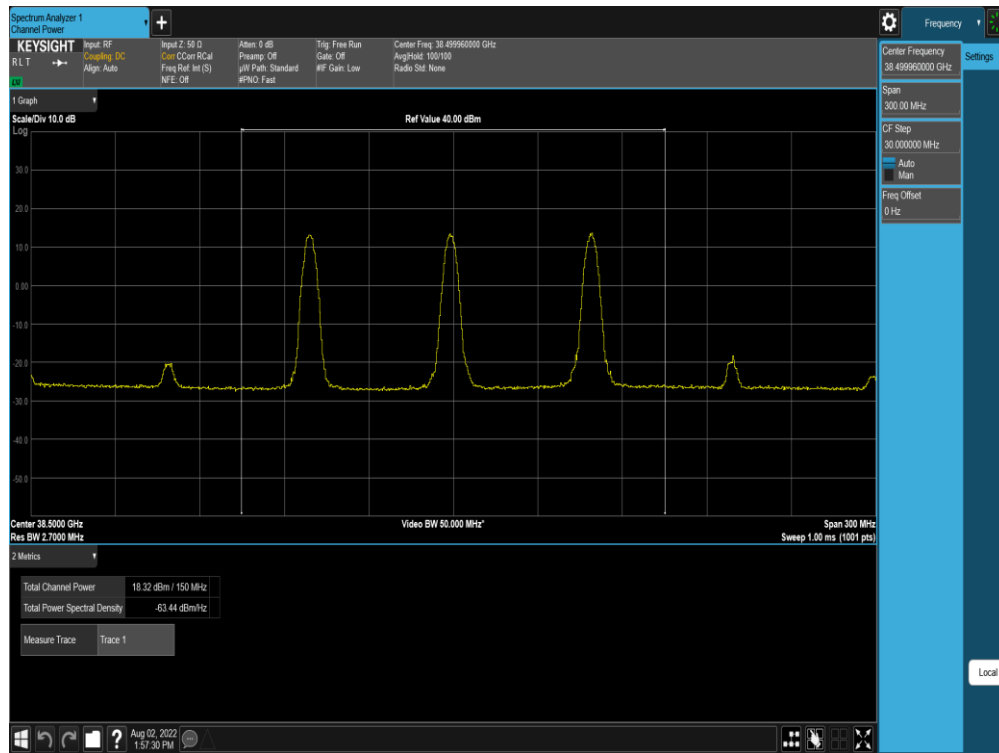 Spectrum Analyzer 1
Channel Power
Frequency
KEYSIGHT
R L T
LXI
Input: RF
Coupling: DC
Align: Auto
Input Z: 50 Ω
Corr CCorr RCal
Freq Ref: Int (S)
NFE: Off
Atten: 0 dB
Preamp: Off
µW Path: Standard
#PNO: Fast
Trig: Free Run
Gate: Off
#IF Gain: Low
Center Freq: 38.499960000 GHz
Avg|Hold: 100/100
Radio Std: None
Center Frequency
38.499960000 GHz
Settings
Span
300.00 MHz
CF Step
30.000000 MHz
Auto
Man
Freq Offset
0 Hz
1 Graph
Scale/Div 10.0 dB
Ref Value 40.00 dBm
Log
30.0
20.0
10.0
0.00
-10.0
-20.0
-30.0
-40.0
-50.0
Center 38.5000 GHz
Video BW 50.000 MHz*
Span 300 MHz
Res BW 2.7000 MHz
Sweep 1.00 ms (1001 pts)
2 Metrics
Total Channel Power 18.32 dBm / 150 MHz
Total Power Spectral Density -63.44 dBm/Hz
Measure Trace Trace 1
Local
?
Aug 02, 2022
1:57:30 PM